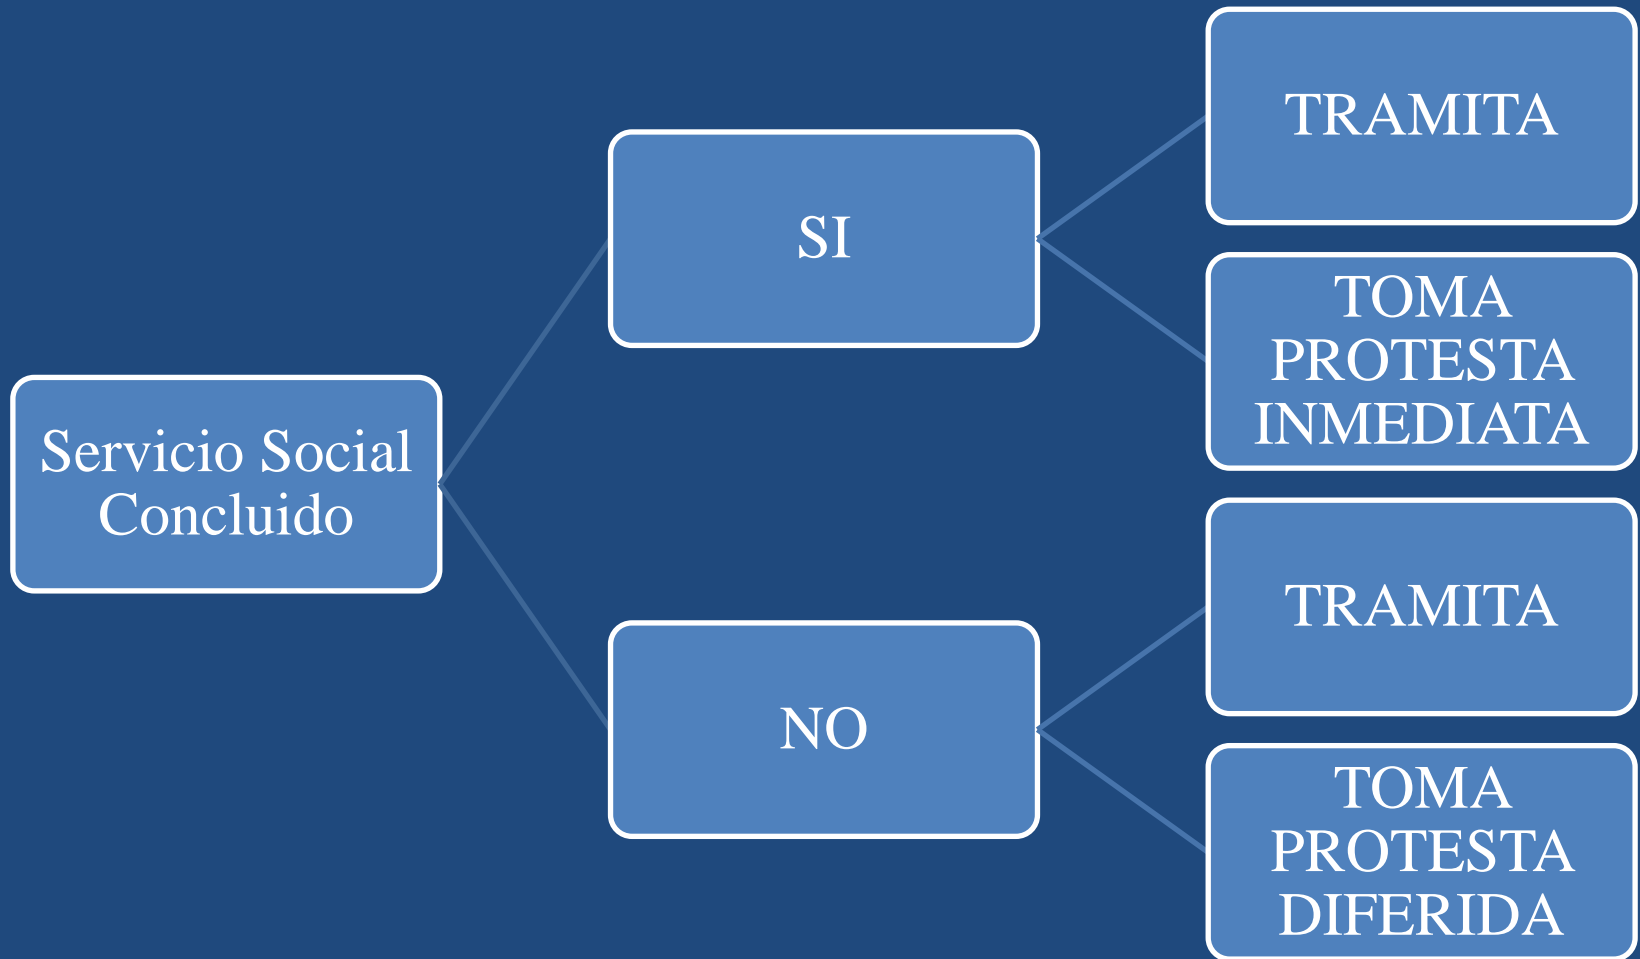 Servicio Social
Concluido
SI
TRAMITA
TOMA
PROTESTA
INMEDIATA
NO
TRAMITA
TOMA
PROTESTA
DIFERIDA